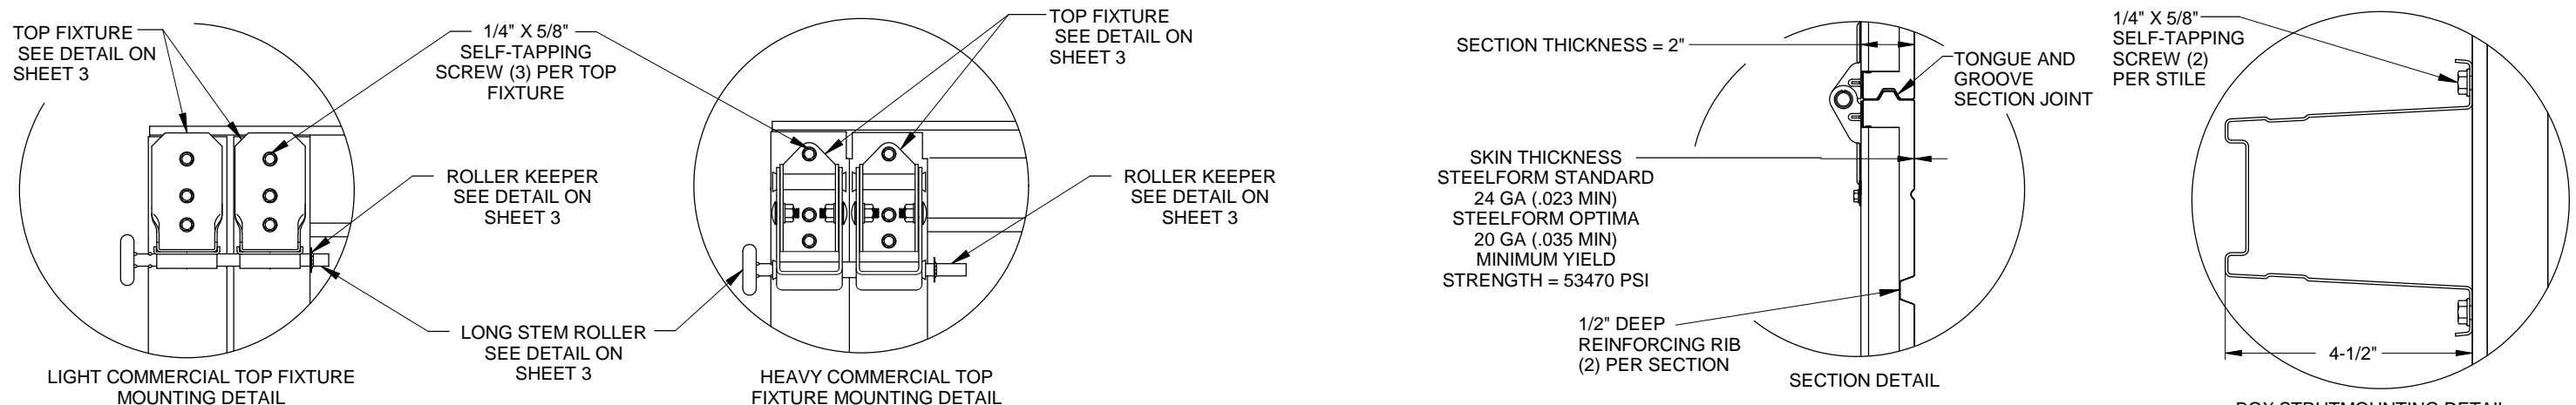 TOP FIXTURE
SEE DETAIL ON
SHEET 3
1/4" X 5/8"
SELF-TAPPING
SCREW (3) PER TOP
FIXTURE
ROLLER KEEPER
SEE DETAIL ON
SHEET 3
LONG STEM ROLLER
SEE DETAIL ON
SHEET 3
LIGHT COMMERCIAL TOP FIXTURE
MOUNTING DETAIL
TOP FIXTURE
SEE DETAIL ON
SHEET 3
ROLLER KEEPER
SEE DETAIL ON
SHEET 3
HEAVY COMMERCIAL TOP
FIXTURE MOUNTING DETAIL
SECTION THICKNESS = 2"
TONGUE AND
GROOVE
SECTION JOINT
SKIN THICKNESS
STEELFORM STANDARD
24 GA (.023 MIN)
STEELFORM OPTIMA
20 GA (.035 MIN)
MINIMUM YIELD
STRENGTH = 53470 PSI
1/2" DEEP
REINFORCING RIB
(2) PER SECTION
SECTION DETAIL
1/4" X 5/8"
SELF-TAPPING
SCREW (2)
PER STILE
4-1/2"